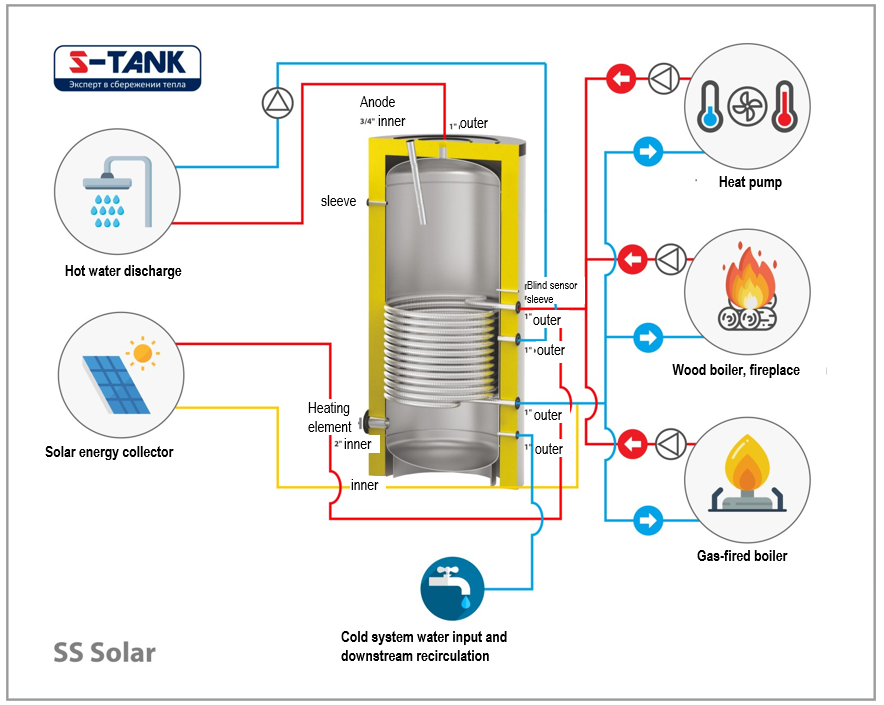 S-TANK
Эксперт в сбережении тепла
Anode
3/4" inner
1" outer
sleeve
Hot water discharge
Heat pump
Blind sensor
sleeve
1" outer
1" outer
Wood boiler, fireplace
Solar energy collector
Heating
element
2" inner
1" outer
1" outer
inner
Gas-fired boiler
Cold system water input and
downstream recirculation
SS Solar